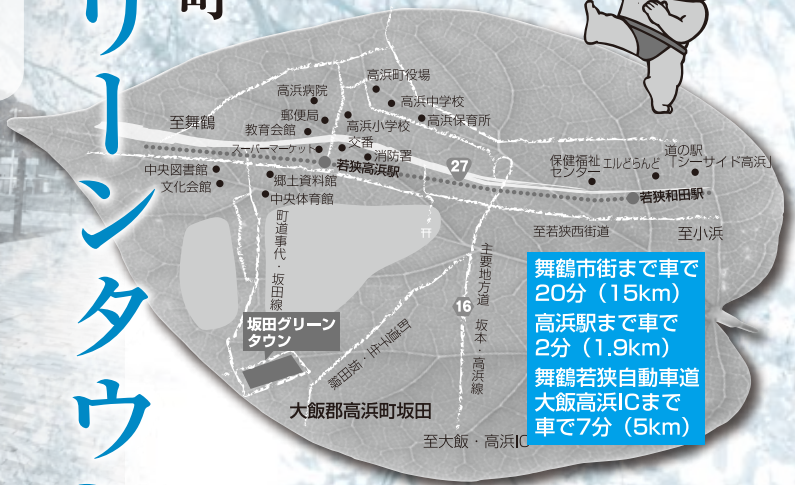 町
リーンタウ
高浜町役場
高浜病院
高浜中学校
郵便局
高浜保育所
至舞鶴
教育会館
高浜小学校
交番
スーパーマーケット
消防署
若狭高浜駅
27
保健福祉
センター
エルどらんど
道の駅
「シーサイド高浜」
中央図書館
文化会館
郷土資料館
中央体育館
若狭和田駅
至若狭西街道
至小浜
町道事代・坂田線
主要地方道 坂本・高浜線
16
町道子生・坂田線
坂田グリーン
タウン
大飯郡高浜町坂田
至大飯・高浜IC
舞鶴市街まで車で
20分（15km）
高浜駅まで車で
2分（1.9km）
舞鶴若狭自動車道
大飯高浜ICまで
車で7分（5km）